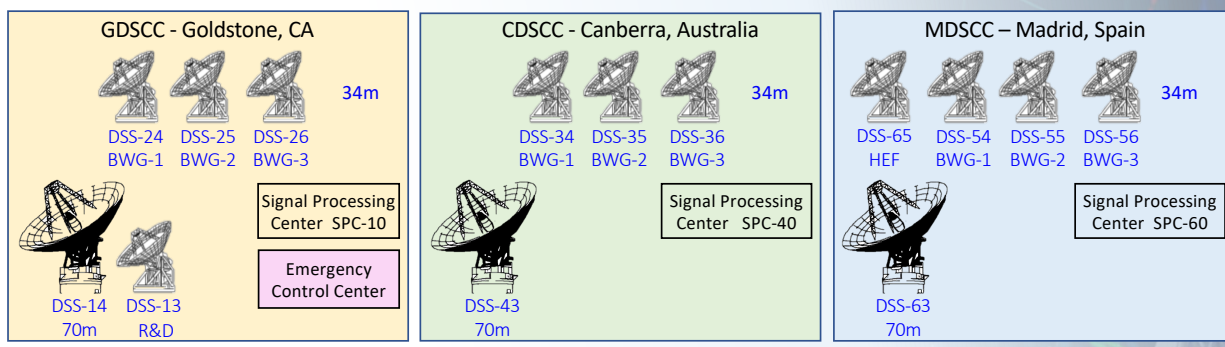 GDSCC - Goldstone, CA
34m
DSS-24 DSS-25 DSS-26
BWG-1 BWG-2 BWG-3
Signal Processing
Center SPC-10
Emergency
Control Center
DSS-14 DSS-13
70m R&D
CDSCC - Canberra, Australia
34m
DSS-34 DSS-35 DSS-36
BWG-1 BWG-2 BWG-3
Signal Processing
Center SPC-40
DSS-43
70m
MDSCC – Madrid, Spain
34m
DSS-65 DSS-54 DSS-55 DSS-56
HEF BWG-1 BWG-2 BWG-3
Signal Processing
Center SPC-60
DSS-63
70m